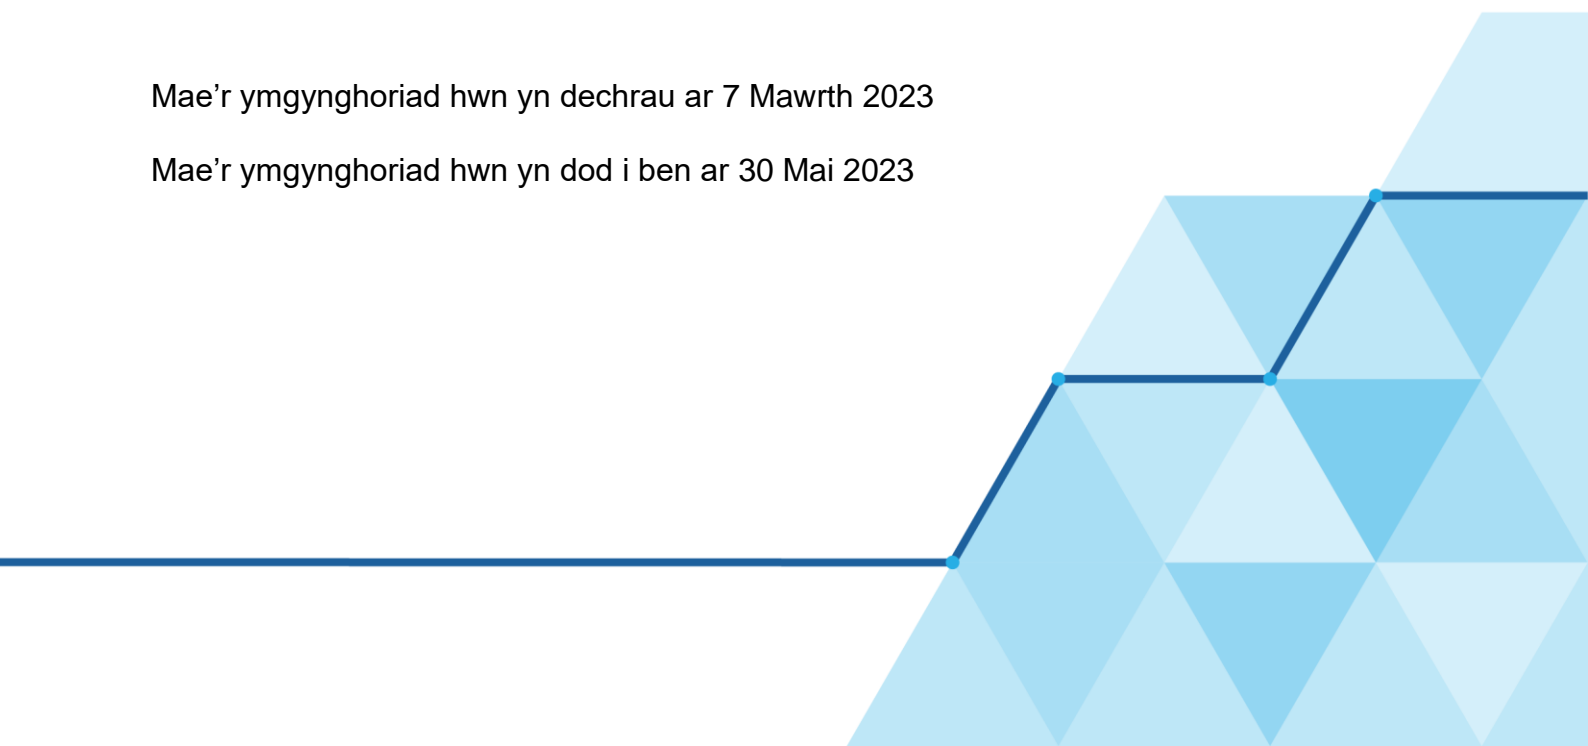 Mae’r ymgynghoriad hwn yn dechrau ar 7 Mawrth 2023
Mae’r ymgynghoriad hwn yn dod i ben ar 30 Mai 2023